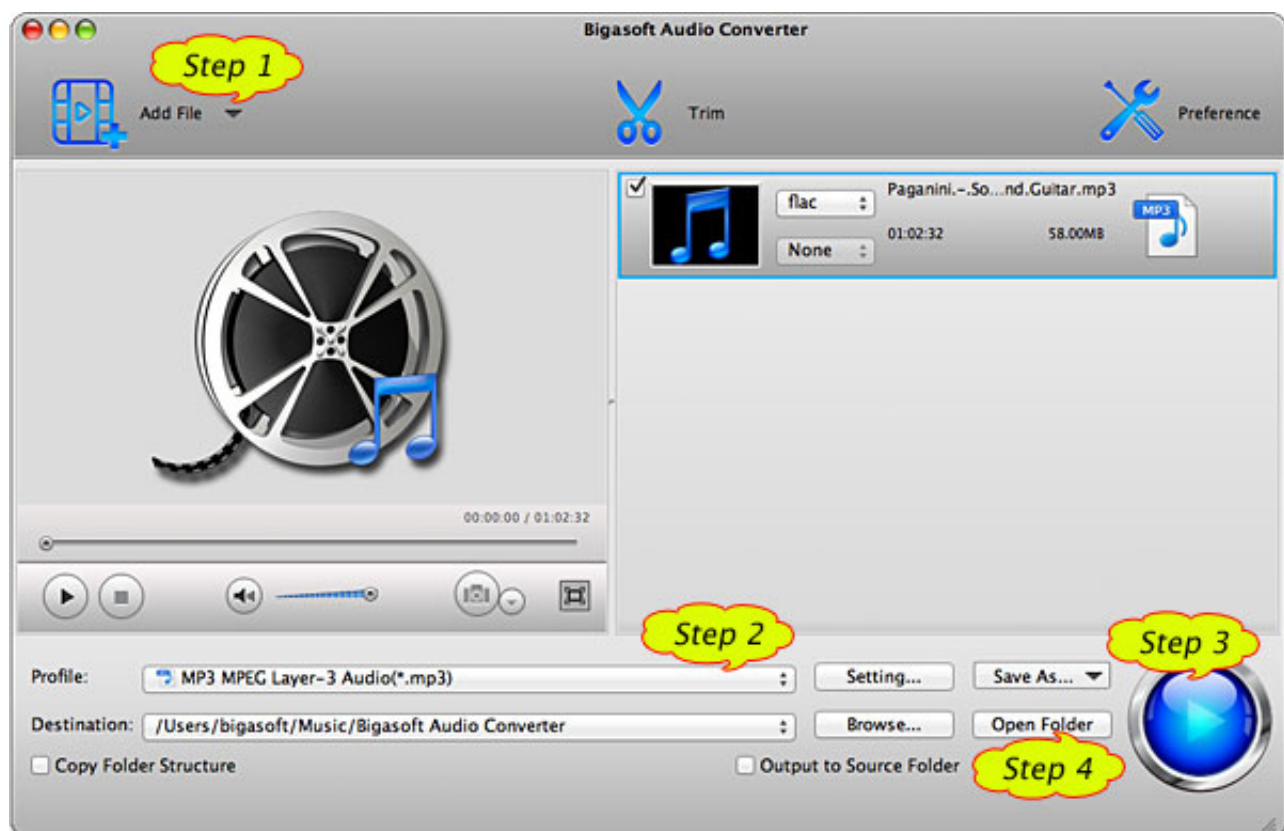 Bigasoft Audio Converter
Step 1
Add File
Trim
Preference
flac
Paganini.-.So...nd.Guitar.mp3
MP3
None
01:02:32
58.00MB
00:00:00 / 01:02:32
Step 2
Step 3
Profile:
MP3 MPEG Layer-3 Audio(*.mp3)
Setting...
Save As...
Destination:
/Users/bigasoft/Music/Bigasoft Audio Converter
Browse...
Open Folder
Copy Folder Structure
Output to Source Folder
Step 4